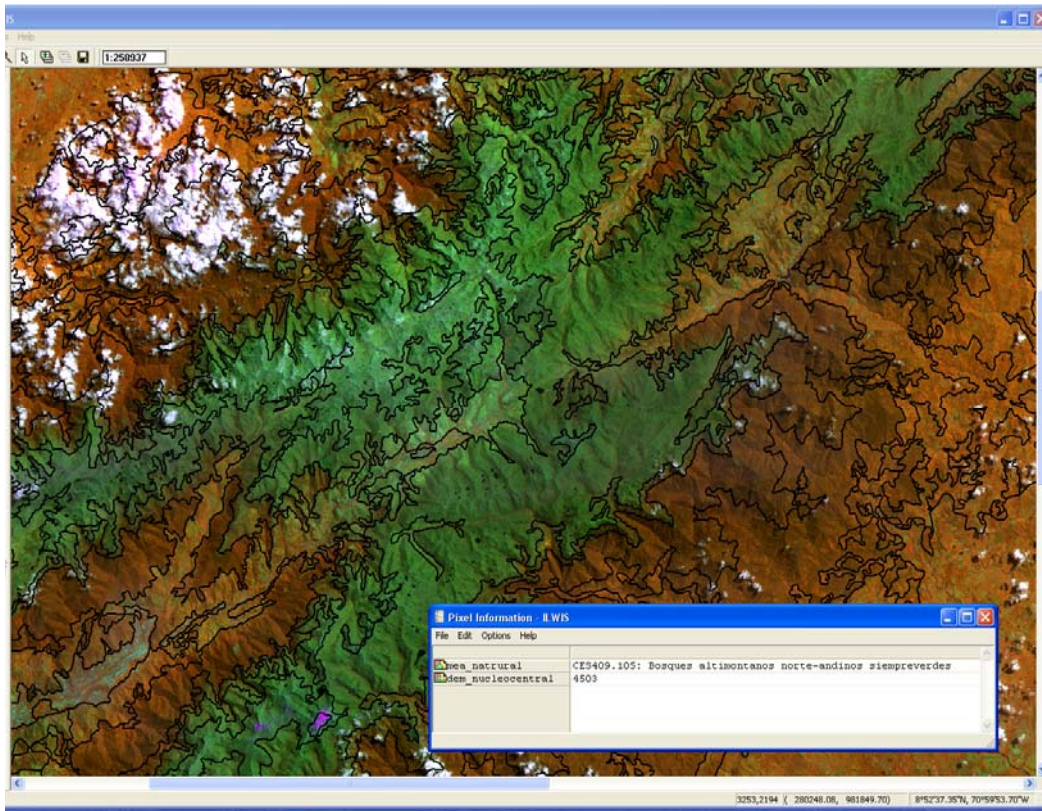 IS
Help
1:258937
Pixel Information - ILWIS
File Edit Options Help
mea_natrural CES409.105: Bosques altimontanos norte-andinos siempreverdes
dem_nucleocentral 4503
3253,2194 ( 280248.08, 981849.70) 8°52'37.35"N, 70°59'53.70"W